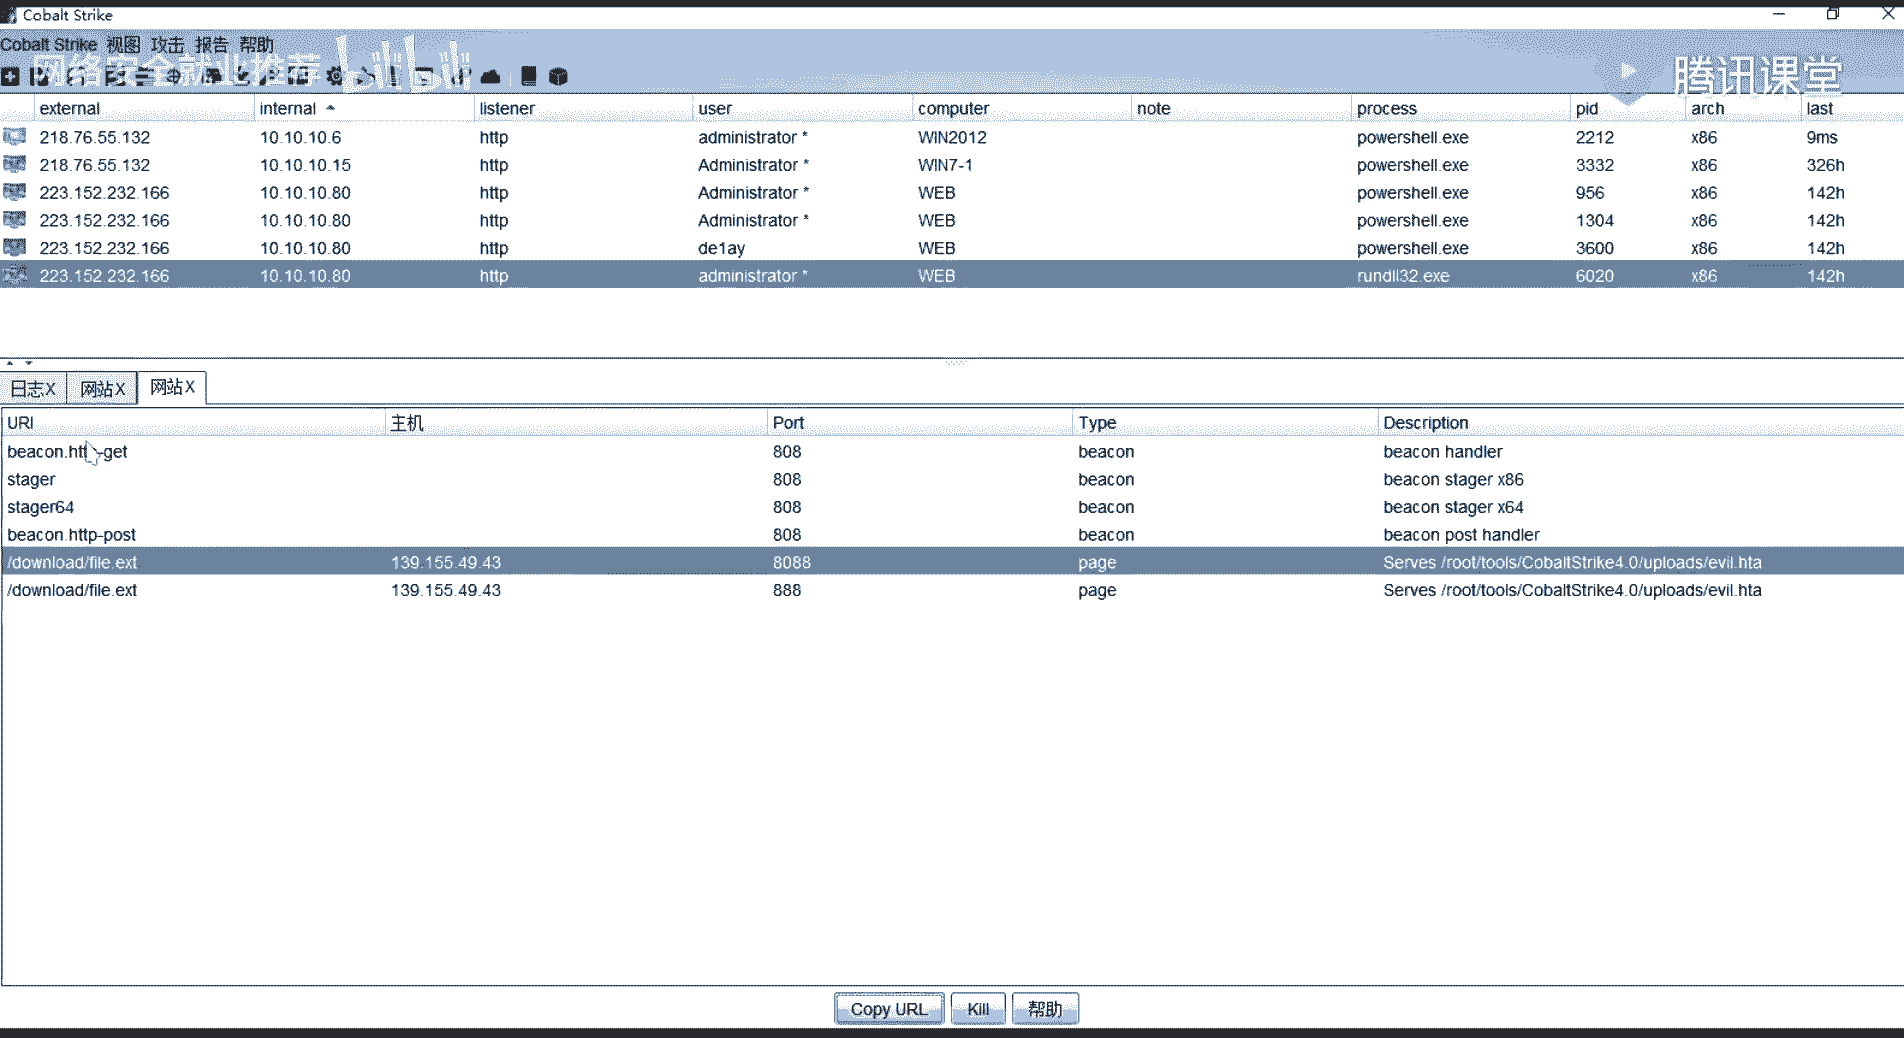 Cobalt Strike
Cobalt Strike 视图 攻击 报告 帮助
网络安全就业推荐 bilibili 腾讯课堂
external internal listener user computer note process pid arch last
218.76.55.132 10.10.10.6 http administrator * WIN2012 powershell.exe 2212 x86 9ms
218.76.55.132 10.10.10.15 http Administrator * WIN7-1 powershell.exe 3332 x86 326h
223.152.232.166 10.10.10.80 http Administrator * WEB powershell.exe 956 x86 142h
223.152.232.166 10.10.10.80 http Administrator * WEB powershell.exe 1304 x86 142h
223.152.232.166 10.10.10.80 http de1ay WEB powershell.exe 3600 x86 142h
223.152.232.166 10.10.10.80 http administrator * WEB rundll32.exe 6020 x86 142h
日志X 网站X 网站X
URI 主机 Port Type Description
beacon.http-get 808 beacon beacon handler
stager 808 beacon beacon stager x86
stager64 808 beacon beacon stager x64
beacon.http-post 808 beacon beacon post handler
/download/file.ext 139.155.49.43 8088 page Serves /root/tools/CobaltStrike4.0/uploads/evil.hta
/download/file.ext 139.155.49.43 888 page Serves /root/tools/CobaltStrike4.0/uploads/evil.hta
Copy URL Kill 帮助